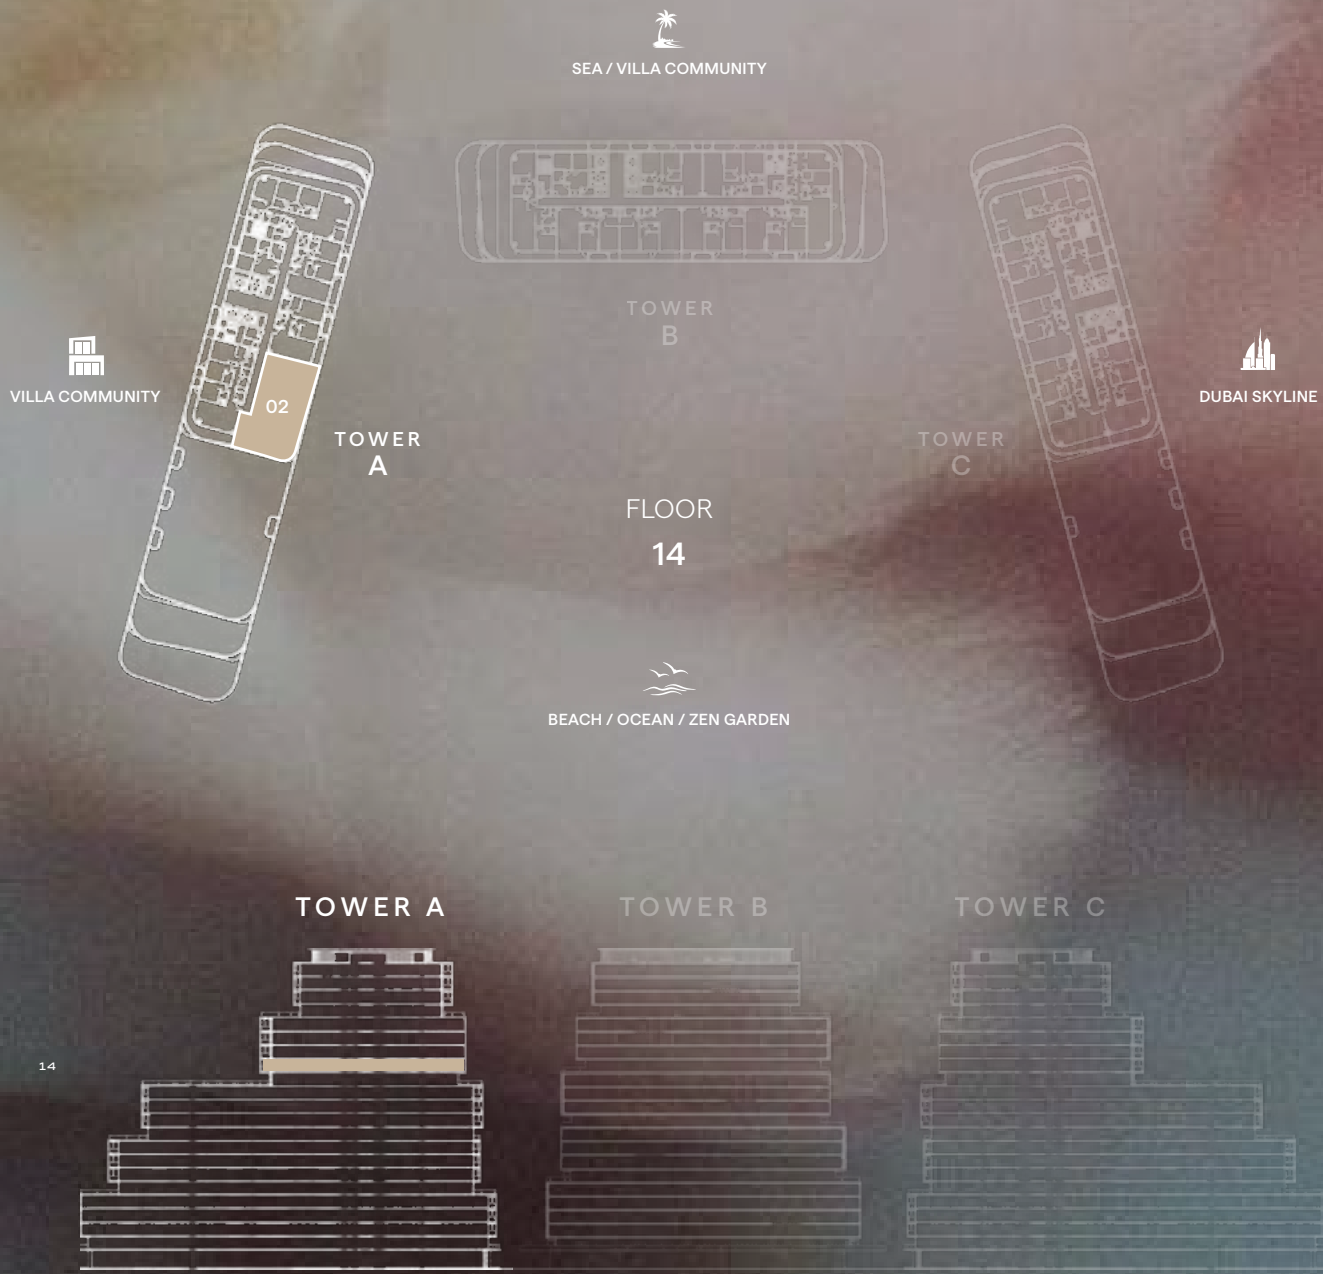 SEA / VILLA COMMUNITY
TOWER
B
VILLA COMMUNITY
DUBAI SKYLINE
02
TOWER
A
TOWER
C
FLOOR
14
BEACH / OCEAN / ZEN GARDEN
TOWER A
TOWER B
TOWER C
14